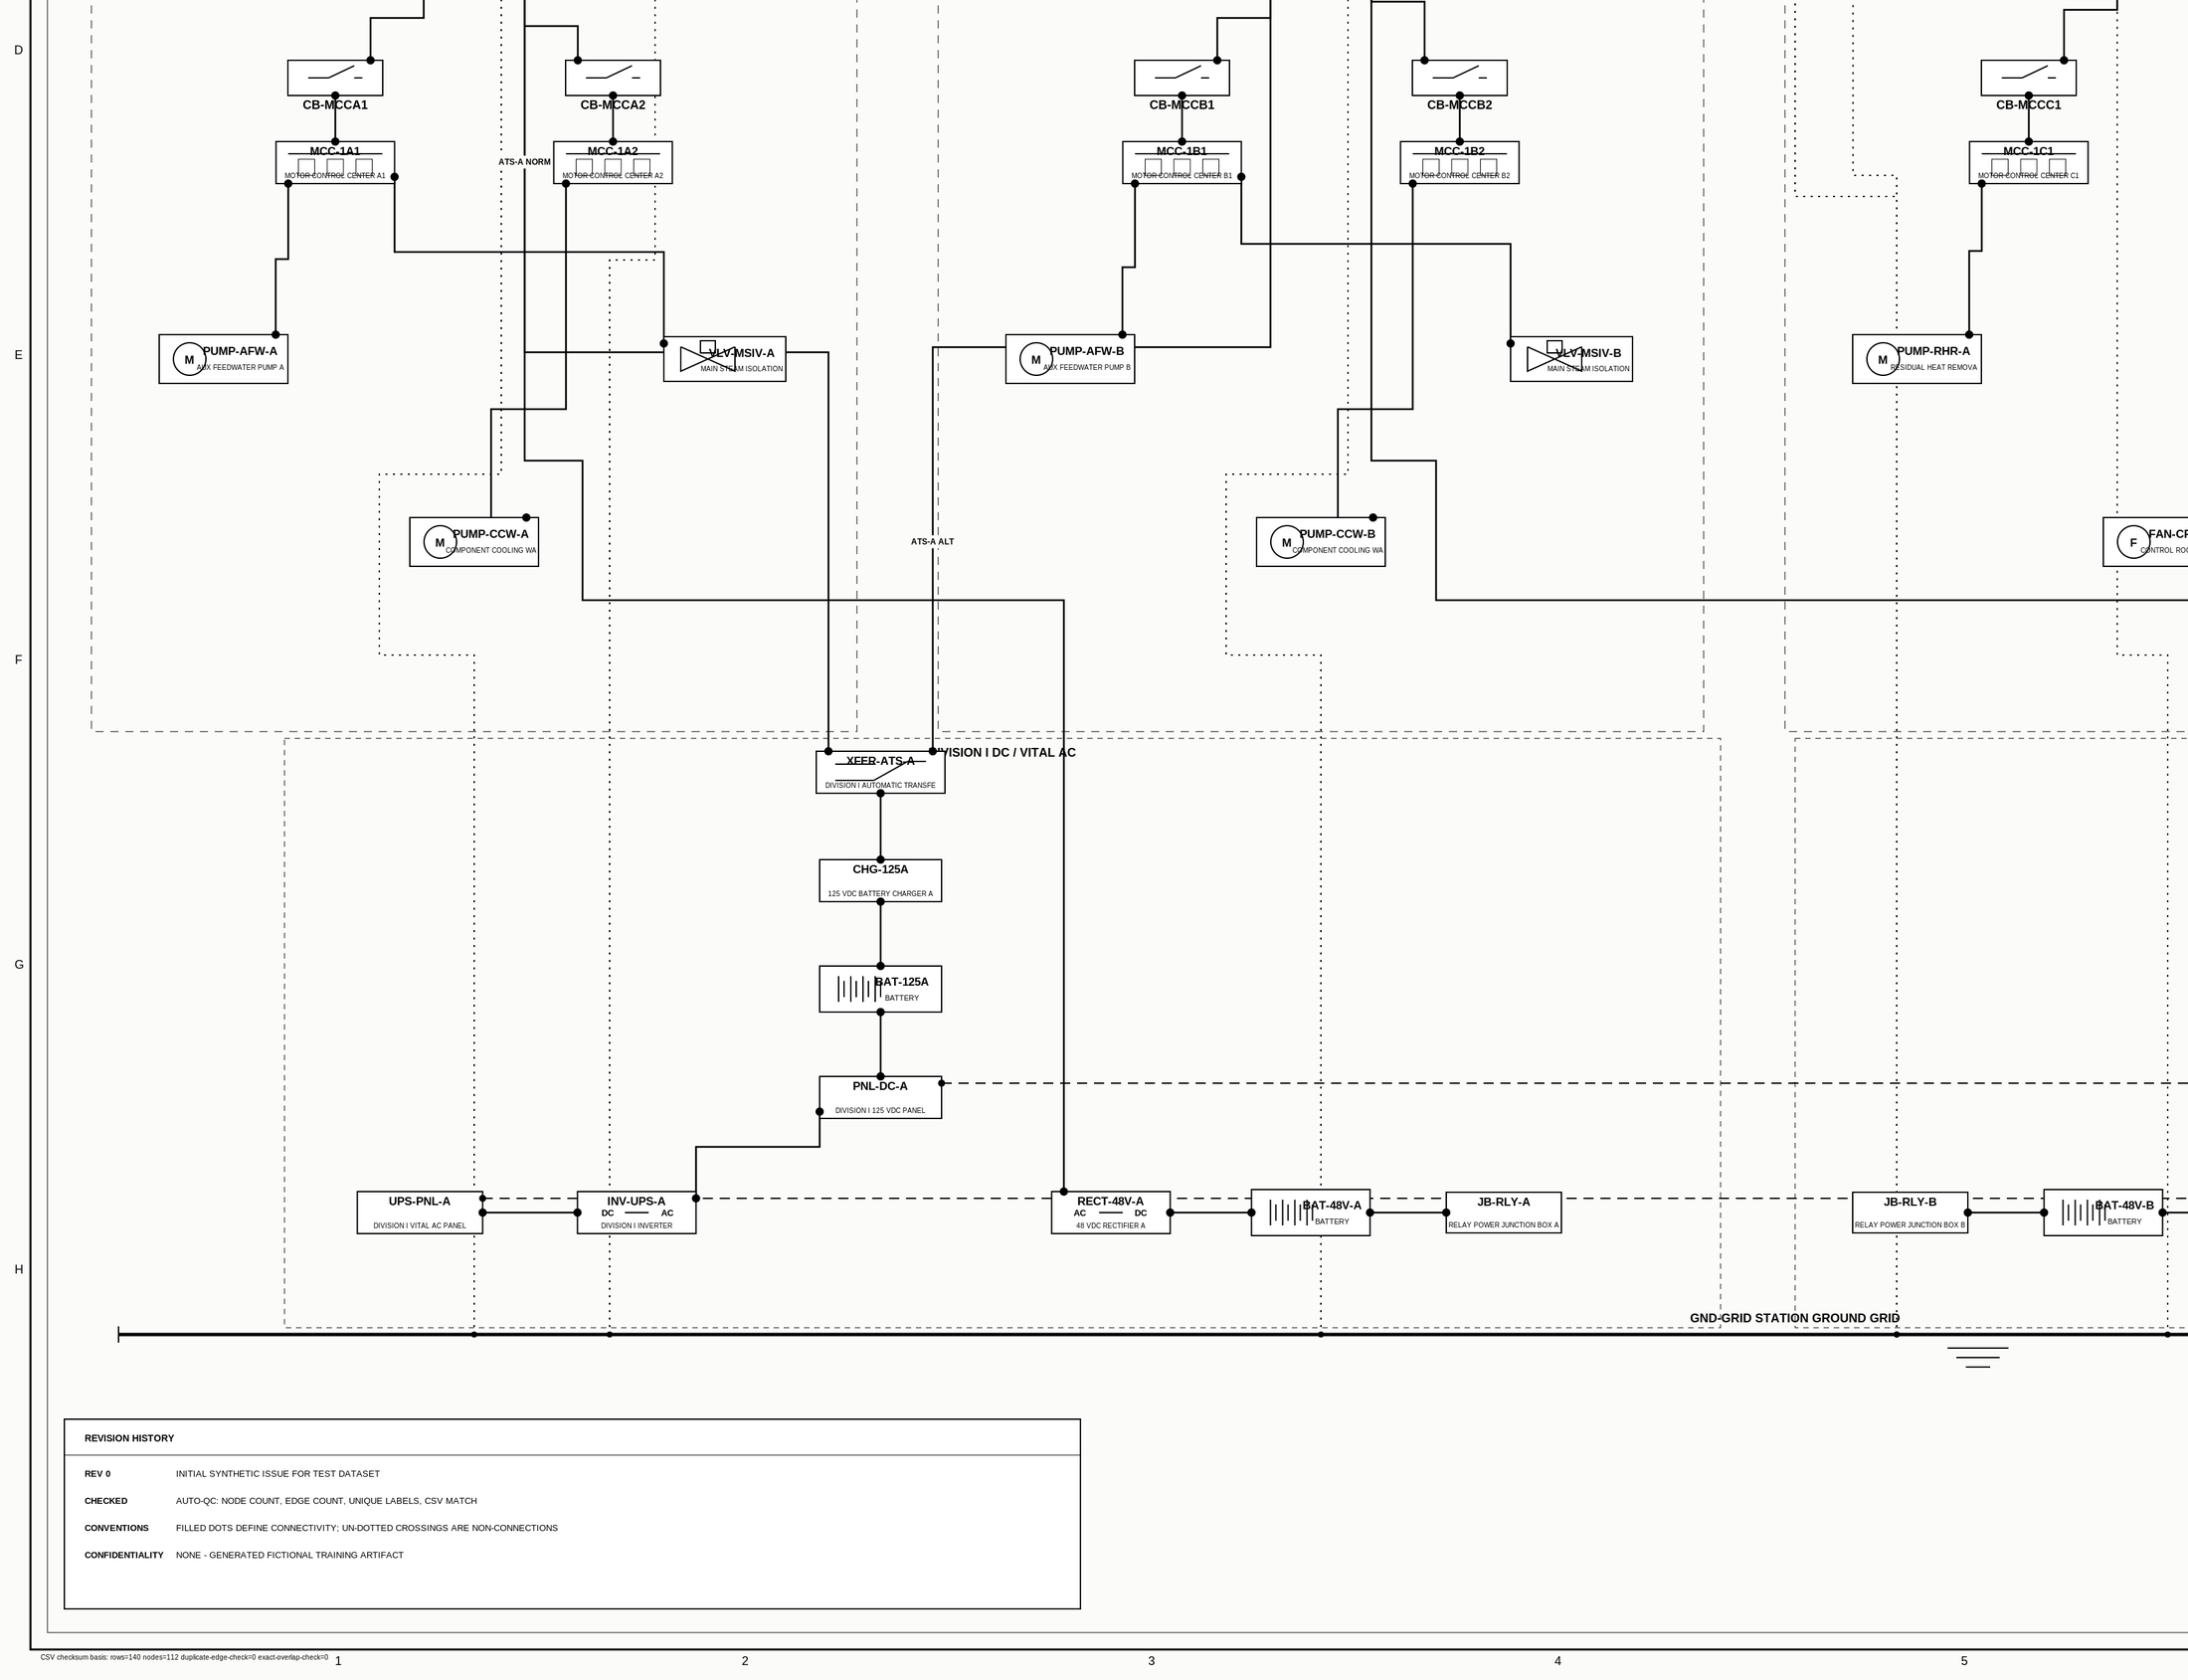 D
CB-MCCA1
CB-MCCA2
CB-MCCB1
CB-MCCB2
CB-MCCC1
MCC-1A1
MOTOR CONTROL CENTER A1
ATS-A NORM
MCC-1A2
MOTOR CONTROL CENTER A2
MCC-1B1
MOTOR CONTROL CENTER B1
MCC-1B2
MOTOR CONTROL CENTER B2
MCC-1C1
MOTOR CONTROL CENTER C1
E
M
PUMP-AFW-A
AUX FEEDWATER PUMP A
VLV-MSIV-A
MAIN STEAM ISOLATION
M
PUMP-AFW-B
AUX FEEDWATER PUMP B
VLV-MSIV-B
MAIN STEAM ISOLATION
M
PUMP-RHR-A
RESIDUAL HEAT REMOVA
M
PUMP-CCW-A
COMPONENT COOLING WA
ATS-A ALT
M
PUMP-CCW-B
COMPONENT COOLING WA
F
FAN-CR
CONTROL ROO
F
XFER-ATS-A
DIVISION I AUTOMATIC TRANSFE
IVISION I DC / VITAL AC
CHG-125A
125 VDC BATTERY CHARGER A
G
BAT-125A
BATTERY
PNL-DC-A
DIVISION I 125 VDC PANEL
UPS-PNL-A
DIVISION I VITAL AC PANEL
INV-UPS-A
DC AC
DIVISION I INVERTER
RECT-48V-A
AC DC
48 VDC RECTIFIER A
BAT-48V-A
BATTERY
JB-RLY-A
RELAY POWER JUNCTION BOX A
JB-RLY-B
RELAY POWER JUNCTION BOX B
BAT-48V-B
BATTERY
H
GND-GRID STATION GROUND GRID
REVISION HISTORY
REV 0 INITIAL SYNTHETIC ISSUE FOR TEST DATASET
CHECKED AUTO-QC: NODE COUNT, EDGE COUNT, UNIQUE LABELS, CSV MATCH
CONVENTIONS FILLED DOTS DEFINE CONNECTIVITY; UN-DOTTED CROSSINGS ARE NON-CONNECTIONS
CONFIDENTIALITY NONE - GENERATED FICTIONAL TRAINING ARTIFACT
CSV checksum basis: rows=140 nodes=112 duplicate-edge-check=0 exact-overlap-check=0
1 2 3 4 5